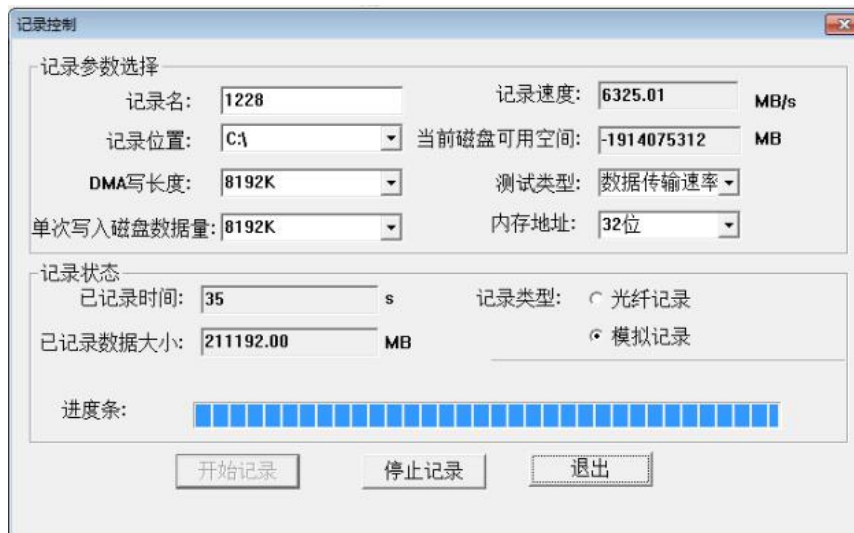 记录控制
记录参数选择
记录名: 1228 记录速度: 6325.01 MB/s
记录位置: C:\ 当前磁盘可用空间: -1914075312 MB
DMA写长度: 8192K 测试类型: 数据传输速率
单次写入磁盘数据量: 8192K 内存地址: 32位
记录状态
已记录时间: 35 s 记录类型: 光纤记录
已记录数据大小: 211192.00 MB 模拟记录
进度条:
开始记录 停止记录 退出